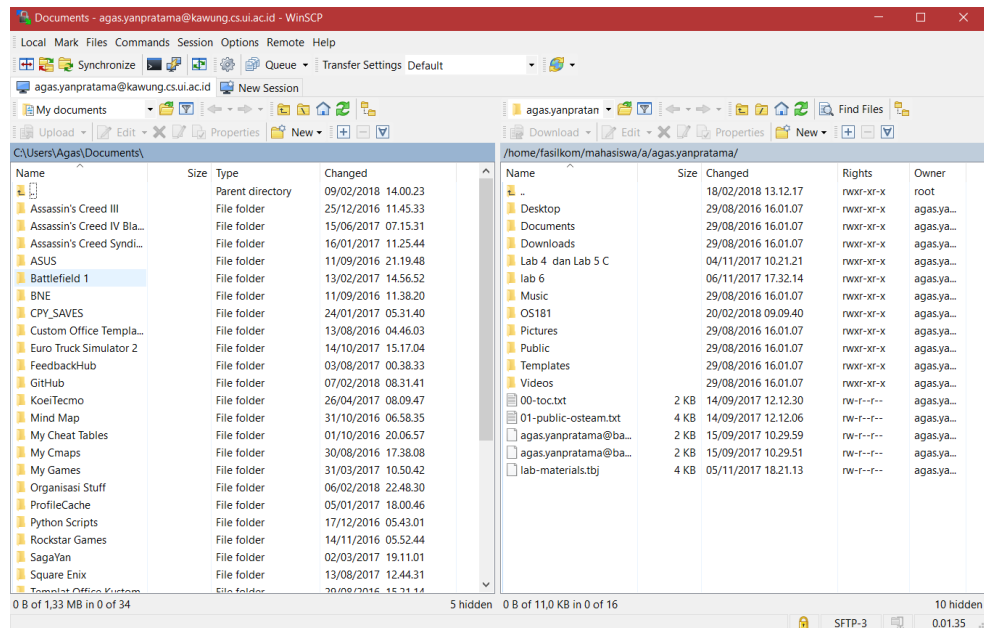 Documents - agas.yanpratama@kawung.cs.ui.ac.id - WinSCP
Local Mark Files Commands Session Options Remote Help
Synchronize Queue Transfer Settings Default
agas.yanpratama@kawung.cs.ui.ac.id New Session
My documents
Upload Edit Properties New
C:\Users\Agas\Documents\
Name Size Type Changed
.. Parent directory 09/02/2018 14.00.23
Assassin's Creed III File folder 25/12/2016 11.45.33
Assassin's Creed IV Bla... File folder 15/06/2017 07.15.31
Assassin's Creed Syndi... File folder 16/01/2017 11.25.44
ASUS File folder 11/09/2016 21.19.48
Battlefield 1 File folder 13/02/2017 14.56.52
BNE File folder 11/09/2016 11.38.20
CPY_SAVES File folder 24/01/2017 05.31.40
Custom Office Templa... File folder 13/08/2016 04.46.03
Euro Truck Simulator 2 File folder 14/10/2017 15.17.04
FeedbackHub File folder 03/08/2017 00.38.33
GitHub File folder 07/02/2018 08.31.41
KoeiTecmo File folder 26/04/2017 08.09.47
Mind Map File folder 31/10/2016 06.58.35
My Cheat Tables File folder 01/10/2016 20.06.57
My Cmaps File folder 30/08/2016 17.38.08
My Games File folder 31/03/2017 10.50.42
Organisasi Stuff File folder 06/02/2018 22.48.30
ProfileCache File folder 05/01/2017 18.00.46
Python Scripts File folder 17/12/2016 05.43.01
Rockstar Games File folder 14/11/2016 05.52.44
SagaYan File folder 02/03/2017 19.11.01
Square Enix File folder 13/08/2017 12.44.31
Templat Office Kustom File folder 29/08/2016 15.21.14
0 B of 1,33 MB in 0 of 34 5 hidden
agas.yanpratan Find Files
Download Edit Properties New
/home/fasilkom/mahasiswa/a/agas.yanpratama/
Name Size Changed Rights Owner
.. 18/02/2018 13.12.17 rwxr-xr-x root
Desktop 29/08/2016 16.01.07 rwxr-xr-x agas.ya...
Documents 29/08/2016 16.01.07 rwxr-xr-x agas.ya...
Downloads 29/08/2016 16.01.07 rwxr-xr-x agas.ya...
Lab 4 dan Lab 5 C 04/11/2017 10.21.21 rwxr-xr-x agas.ya...
lab 6 06/11/2017 17.32.14 rwxr-xr-x agas.ya...
Music 29/08/2016 16.01.07 rwxr-xr-x agas.ya...
OS181 20/02/2018 09.09.40 rwxr-xr-x agas.ya...
Pictures 29/08/2016 16.01.07 rwxr-xr-x agas.ya...
Public 29/08/2016 16.01.07 rwxr-xr-x agas.ya...
Templates 29/08/2016 16.01.07 rwxr-xr-x agas.ya...
Videos 29/08/2016 16.01.07 rwxr-xr-x agas.ya...
00-toc.txt 2 KB 14/09/2017 12.12.30 rw-r--r-- agas.ya...
01-public-osteam.txt 4 KB 14/09/2017 12.12.06 rw-r--r-- agas.ya...
agas.yanpratama@ba... 2 KB 15/09/2017 10.29.59 rw-r--r-- agas.ya...
agas.yanpratama@ba... 2 KB 15/09/2017 10.29.51 rw-r--r-- agas.ya...
lab-materials.tbj 4 KB 05/11/2017 18.21.13 rw-r--r-- agas.ya...
0 B of 11,0 KB in 0 of 16 10 hidden
SFTP-3 0.01.35